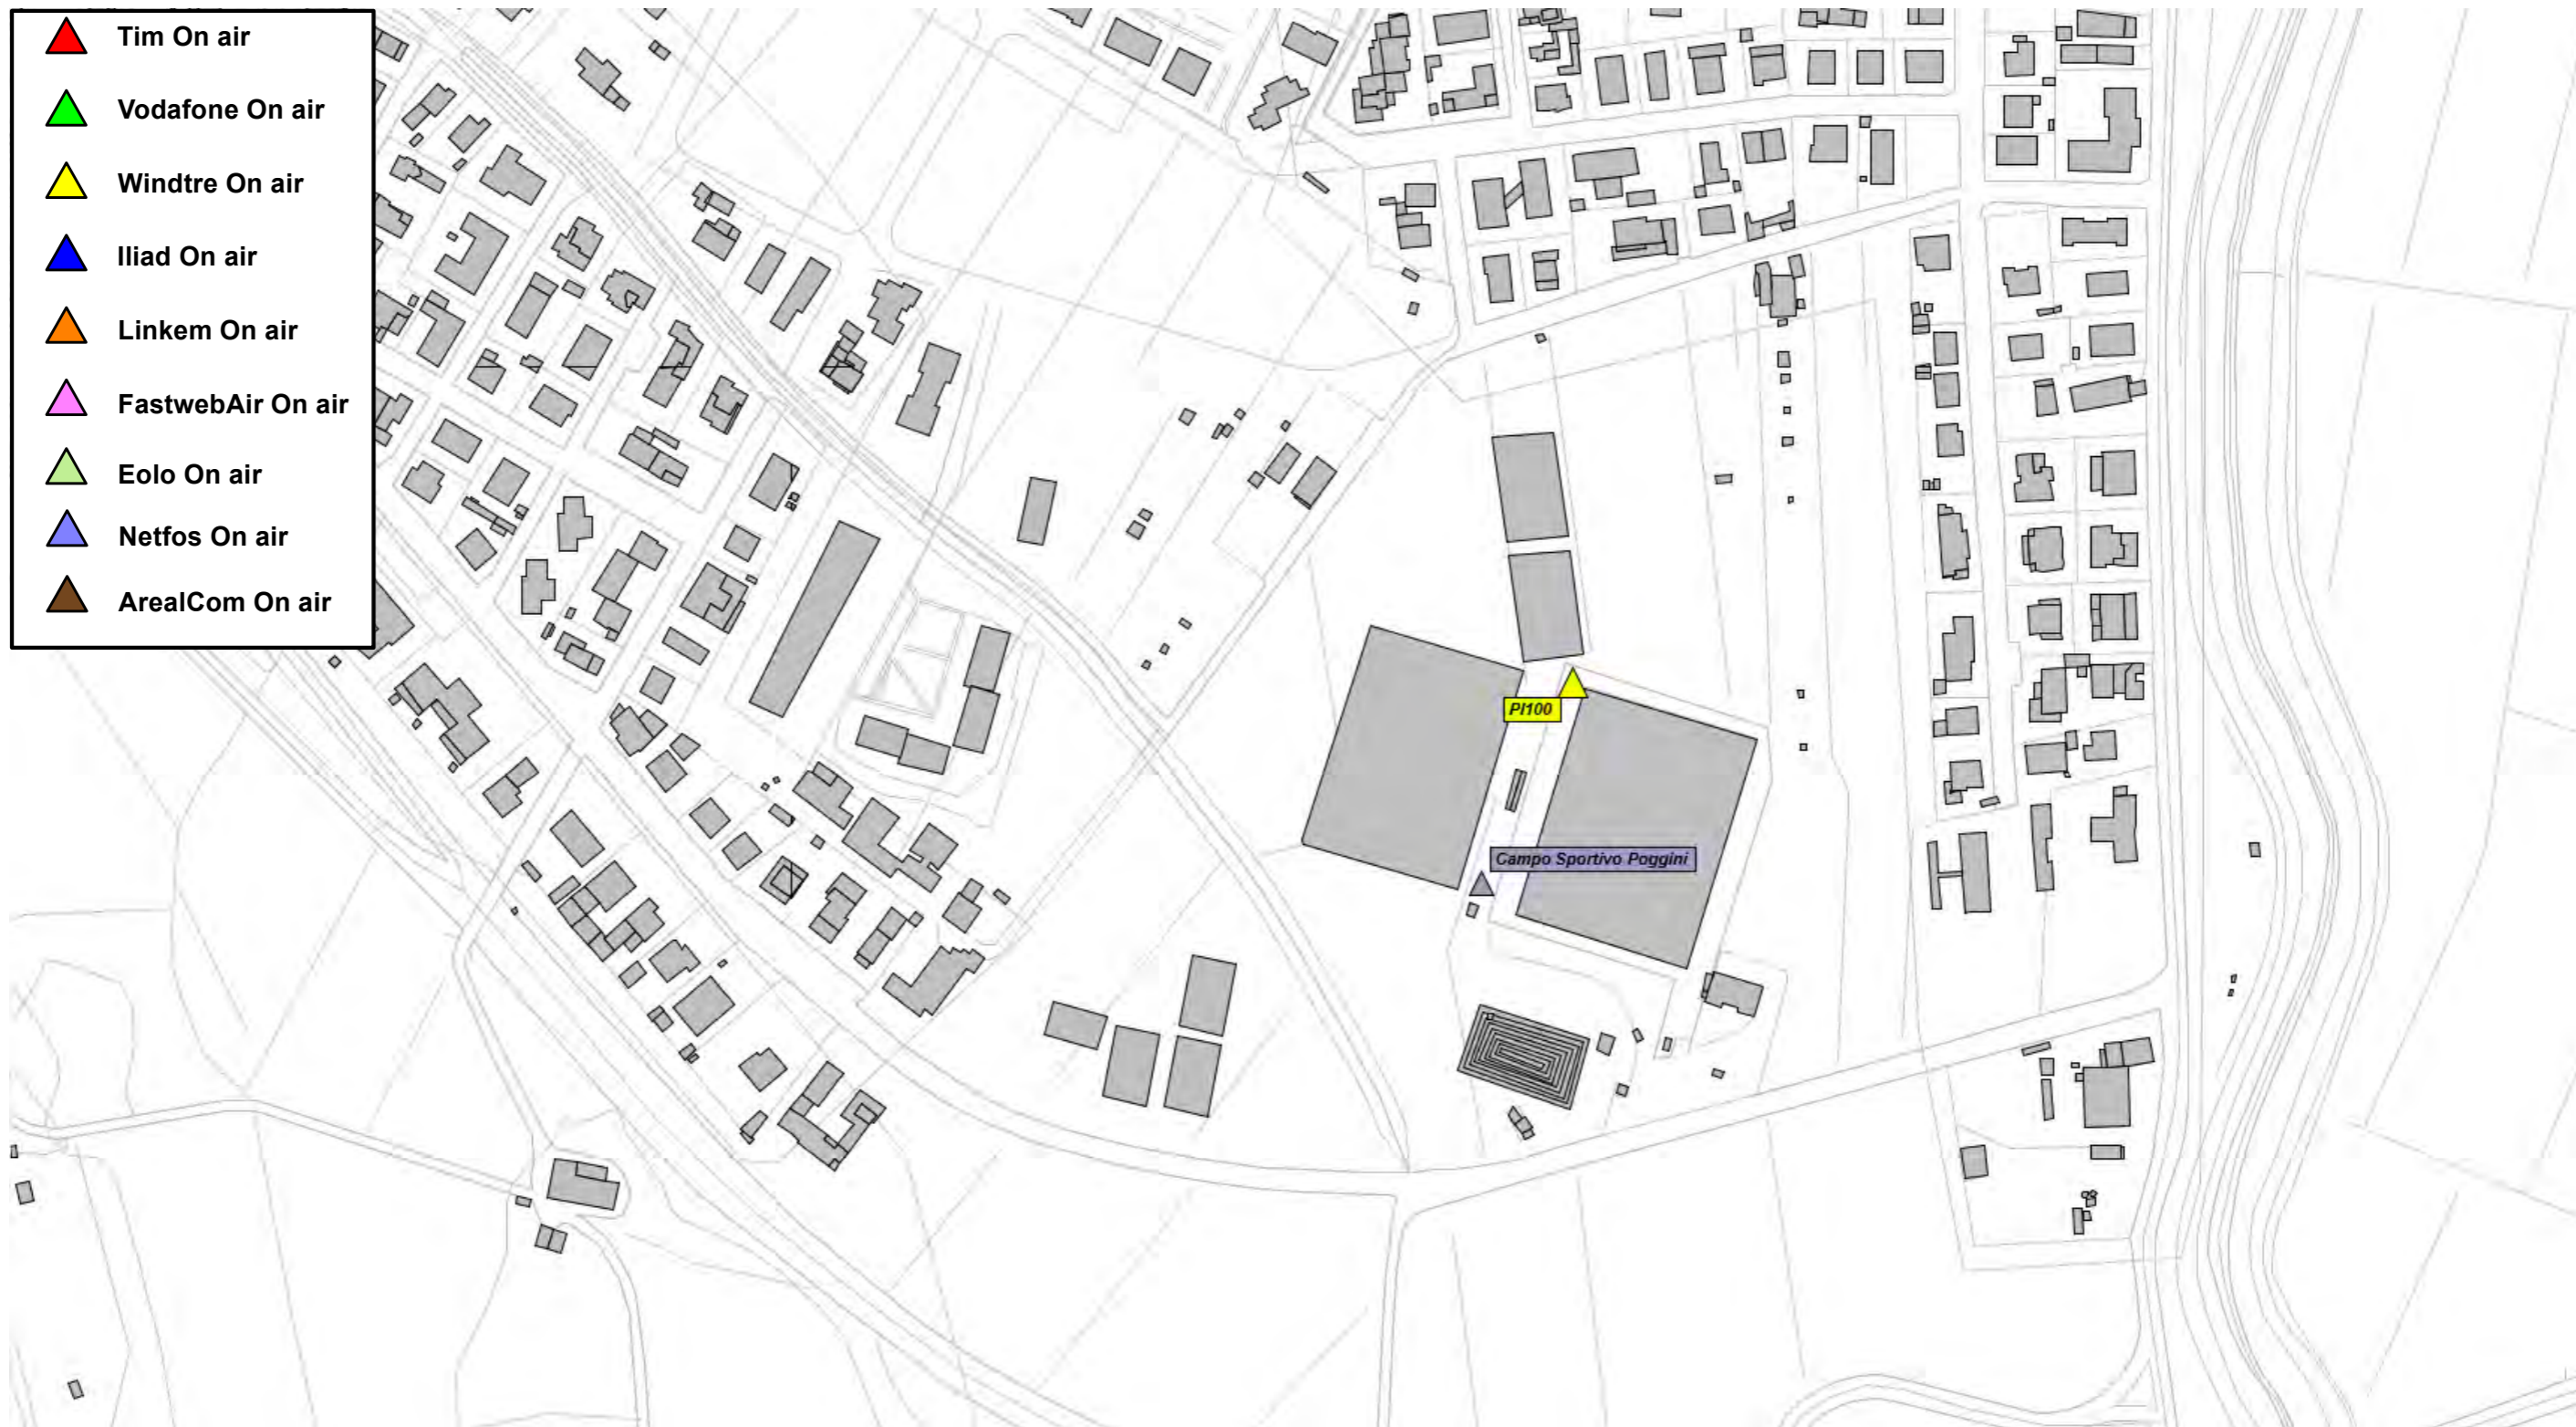 Tim On air
Vodafone On air
Windtre On air
Iliad On air
Linkem On air
FastwebAir On air
Eolo On air
Netfos On air
ArealCom On air
PI100
Campo Sportivo Poggini